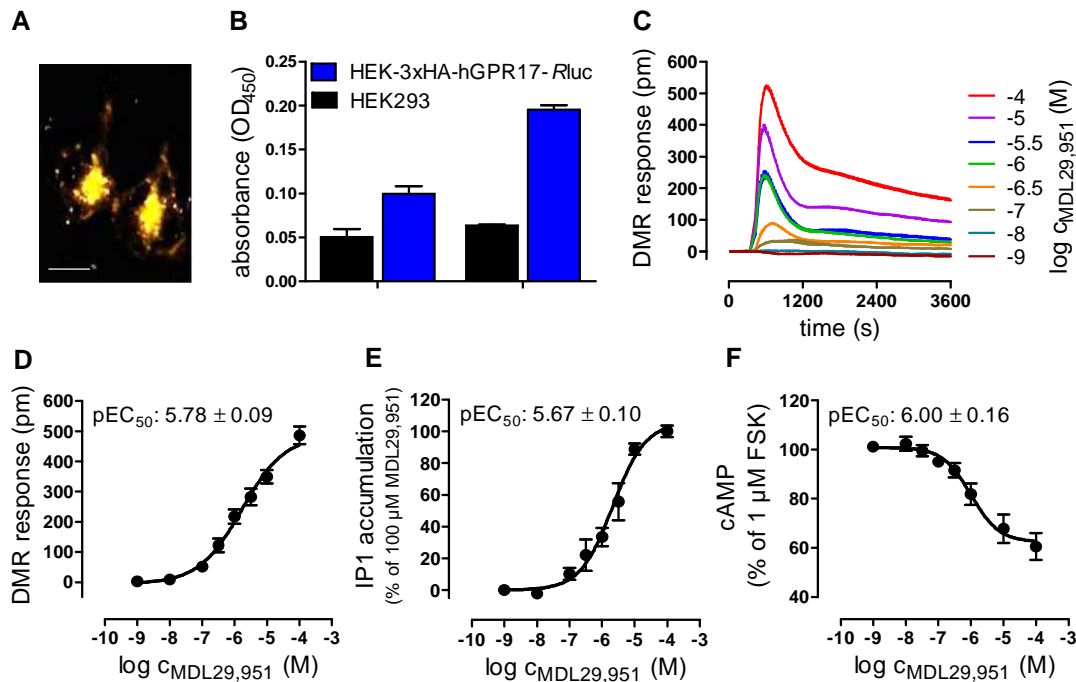 A
B
C
absorbance (OD450)
0.25
0.20
0.15
0.10
0.05
0.00
HEK-3xHA-hGPR17-Rluc
HEK293
DMR response (pm)
600
500
400
300
200
100
0
0
1200
2400
3600
time (s)
-4
-5
-5.5
-6
-6.5
-7
-8
-9
log cMDL29,951 (M)
D
E
F
DMR response (pm)
600
500
400
300
200
100
0
pEC50: 5.78 ± 0.09
-10
-9
-8
-7
-6
-5
-4
-3
log cMDL29,951 (M)
IP1 accumulation
(% of 100 µM MDL29,951)
120
100
80
60
40
20
0
pEC50: 5.67 ± 0.10
-10
-9
-8
-7
-6
-5
-4
-3
log cMDL29,951 (M)
cAMP
(% of 1 µM FSK)
120
100
80
60
40
pEC50: 6.00 ± 0.16
-10
-9
-8
-7
-6
-5
-4
-3
log cMDL29,951 (M)